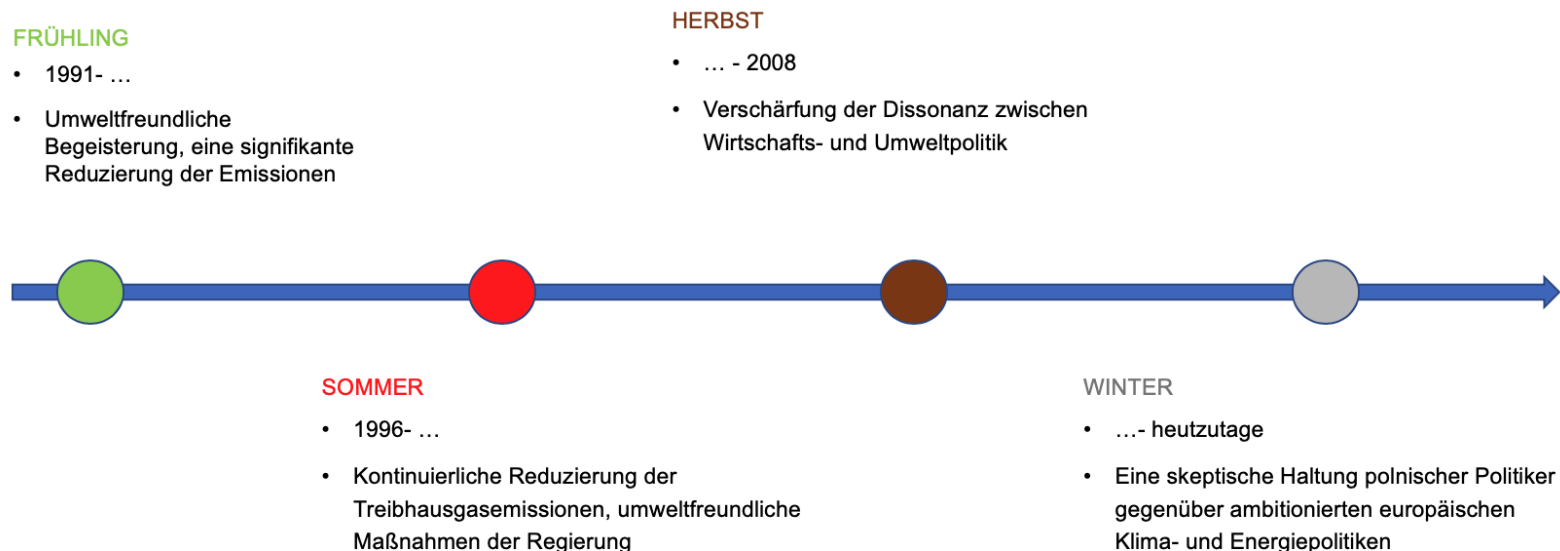 FRÜHLING
• 1991- …
• Umweltfreundliche
Begeisterung, eine signifikante
Reduzierung der Emissionen
HERBST
• … - 2008
• Verschärfung der Dissonanz zwischen
Wirtschafts- und Umweltpolitik
SOMMER
• 1996- …
• Kontinuierliche Reduzierung der
Treibhausgasemissionen, umweltfreundliche
Maßnahmen der Regierung
WINTER
• …- heutzutage
• Eine skeptische Haltung polnischer Politiker
gegenüber ambitionierten europäischen
Klima- und Energiepolitiken